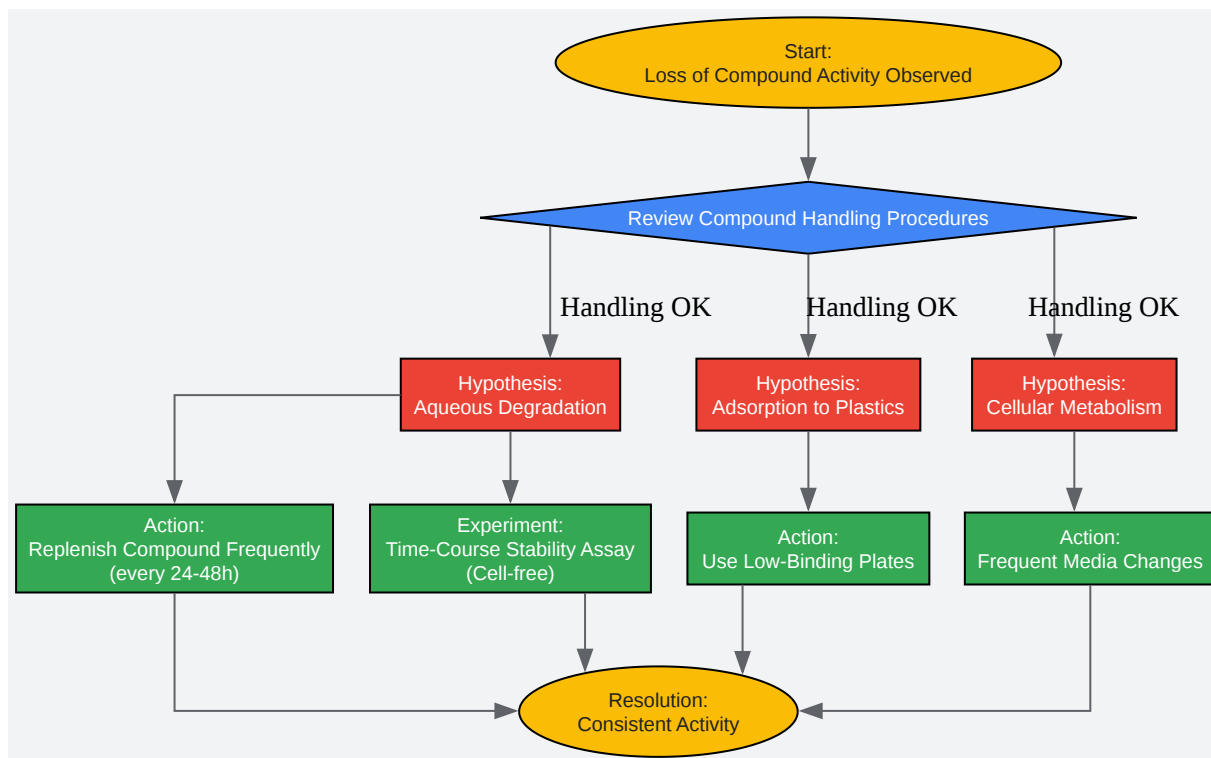 Start:
Loss of Compound Activity Observed
Review Compound Handling Procedures
Handling OK
Handling OK
Handling OK
Hypothesis:
Aqueous Degradation
Hypothesis:
Adsorption to Plastics
Hypothesis:
Cellular Metabolism
Action:
Replenish Compound Frequently
(every 24-48h)
Experiment:
Time-Course Stability Assay
(Cell-free)
Action:
Use Low-Binding Plates
Action:
Frequent Media Changes
Resolution:
Consistent Activity